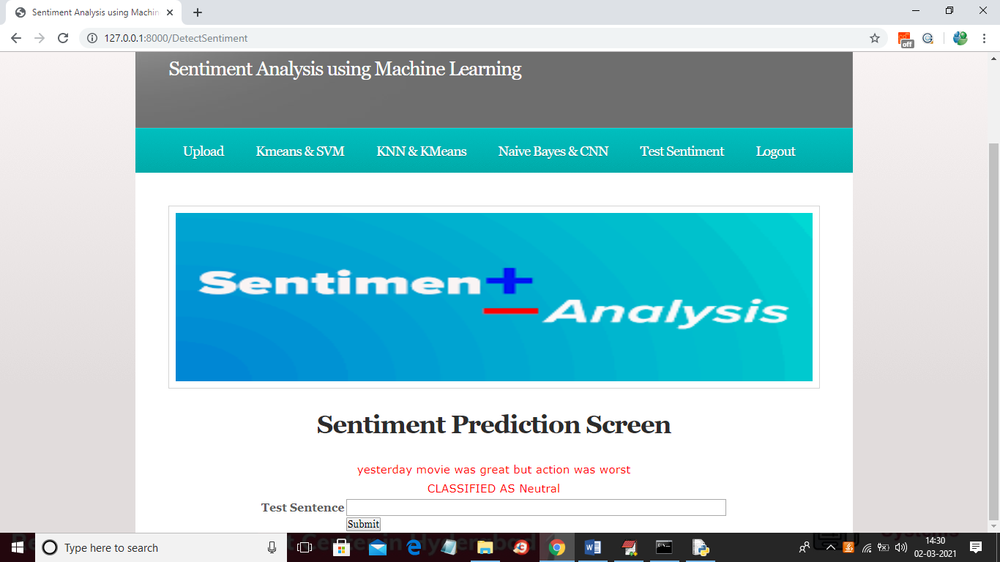 Sentiment Analysis using Machin
127.0.0.1:8000/DetectSentiment
off
Sentiment Analysis using Machine Learning
Upload Kmeans & SVM KNN & KMeans Naive Bayes & CNN Test Sentiment Logout
Sentimen
Analysis
Sentiment Prediction Screen
yesterday movie was great but action was worst
CLASSIFIED AS Neutral
Test Sentence
Submit
Type here to search
14:30
02-03-2021